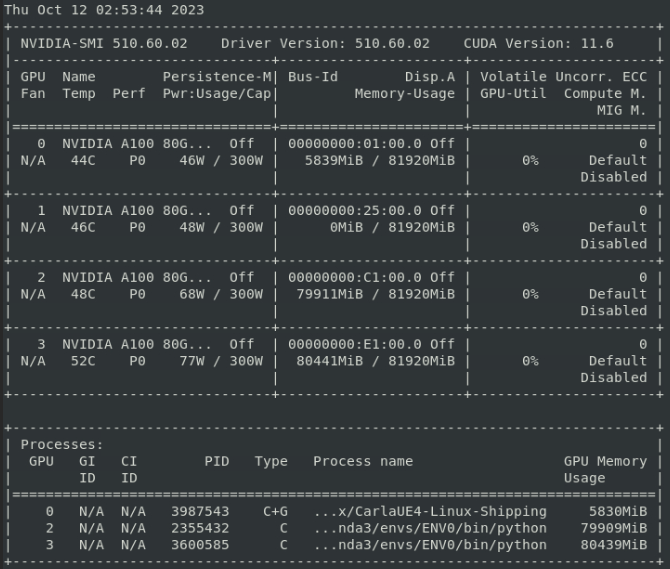 Thu Oct 12 02:53:44 2023
+-----------------------------------------------------------------------------+
| NVIDIA-SMI 510.60.02    Driver Version: 510.60.02    CUDA Version: 11.6     |
|-------------------------------+----------------------+----------------------+
| GPU  Name        Persistence-M| Bus-Id        Disp.A | Volatile Uncorr. ECC |
| Fan  Temp  Perf  Pwr:Usage/Cap|         Memory-Usage | GPU-Util  Compute M. |
|                               |                      |               MIG M. |
|===============================+======================+======================|
|   0  NVIDIA A100 80G...  Off  | 00000000:01:00.0 Off |                    0 |
| N/A   44C    P0    46W / 300W |   5839MiB / 81920MiB |      0%      Default |
|                               |                      |             Disabled |
+-------------------------------+----------------------+----------------------+
|   1  NVIDIA A100 80G...  Off  | 00000000:25:00.0 Off |                    0 |
| N/A   46C    P0    48W / 300W |      0MiB / 81920MiB |      0%      Default |
|                               |                      |             Disabled |
+-------------------------------+----------------------+----------------------+
|   2  NVIDIA A100 80G...  Off  | 00000000:C1:00.0 Off |                    0 |
| N/A   48C    P0    68W / 300W |  79911MiB / 81920MiB |      0%      Default |
|                               |                      |             Disabled |
+-------------------------------+----------------------+----------------------+
|   3  NVIDIA A100 80G...  Off  | 00000000:E1:00.0 Off |                    0 |
| N/A   52C    P0    77W / 300W |  80441MiB / 81920MiB |      0%      Default |
|                               |                      |             Disabled |
+-------------------------------+----------------------+----------------------+

+-----------------------------------------------------------------------------+
| Processes:                                                                  |
|  GPU   GI   CI        PID   Type   Process name                  GPU Memory |
|        ID   ID                                                   Usage      |
|=============================================================================|
|    0   N/A  N/A   3987543    C+G   ...x/CarlaUE4-Linux-Shipping     5830MiB |
|    2   N/A  N/A   2355432      C   ...nda3/envs/ENV0/bin/python    79909MiB |
|    3   N/A  N/A   3600585      C   ...nda3/envs/ENV0/bin/python    80439MiB |
+-----------------------------------------------------------------------------+